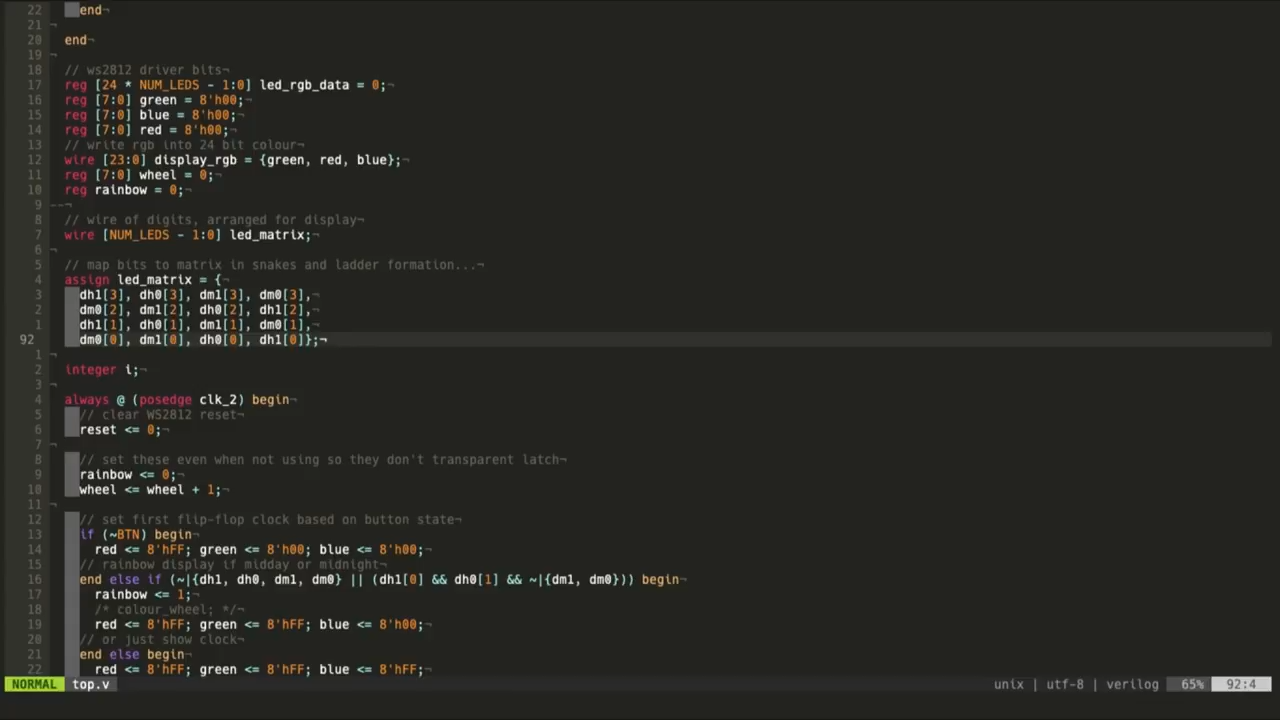 22 end¬
21 ¬
20 end¬
19 ¬
18 // ws2812 driver bits¬
17 reg [24 * NUM_LEDS - 1:0] led_rgb_data = 0;¬
16 reg [7:0] green = 8'h00;¬
15 reg [7:0] blue = 8'h00;¬
14 reg [7:0] red = 8'h00;¬
13 // write rgb into 24 bit colour¬
12 wire [23:0] display_rgb = {green, red, blue};¬
11 reg [7:0] wheel = 0;¬
10 reg rainbow = 0;¬
9 --¬
8 // wire of digits, arranged for display¬
7 wire [NUM_LEDS - 1:0] led_matrix;¬
6 ¬
5 // map bits to matrix in snakes and ladder formation...¬
4 assign led_matrix = {¬
3 dh1[3], dh0[3], dm1[3], dm0[3],¬
2 dm0[2], dm1[2], dh0[2], dh1[2],¬
1 dh1[1], dh0[1], dm1[1], dm0[1],¬
92 dm0[0], dm1[0], dh0[0], dh1[0]};¬
1 ¬
2 integer i;¬
3 ¬
4 always @ (posedge clk_2) begin¬
5 // clear WS2812 reset¬
6 reset <= 0;¬
7 ¬
8 // set these even when not using so they don't transparent latch¬
9 rainbow <= 0;¬
10 wheel <= wheel + 1;¬
11 ¬
12 // set first flip-flop clock based on button state¬
13 if (~BTN) begin¬
14 red <= 8'hFF; green <= 8'h00; blue <= 8'h00;¬
15 // rainbow display if midday or midnight¬
16 end else if (~|{dh1, dh0, dm1, dm0} || (dh1[0] && dh0[1] && ~|{dm1, dm0})) begin¬
17 rainbow <= 1;¬
18 /* colour_wheel; */¬
19 red <= 8'hFF; green <= 8'hFF; blue <= 8'h00;¬
20 // or just show clock¬
21 end else begin¬
22 red <= 8'hFF; green <= 8'hFF; blue <= 8'hFF;¬
NORMAL top.v unix | utf-8 | verilog 65% 92:4